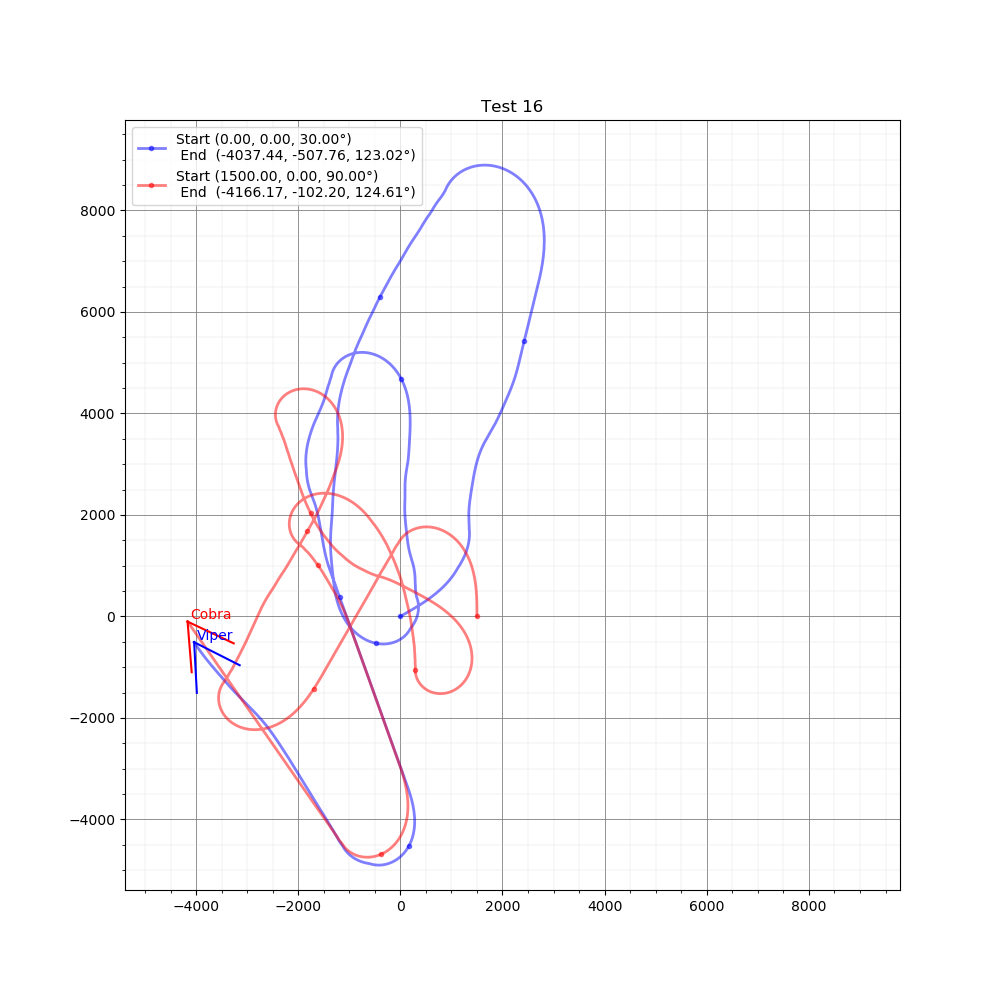 Test 16
Start (0.00, 0.00, 30.00°)
End (-4037.44, -507.76, 123.02°)
Start (1500.00, 0.00, 90.00°)
End (-4166.17, -102.20, 124.61°)
8000
6000
4000
2000
0
−2000
−4000
Cobra
Viper
−4000 −2000 0 2000 4000 6000 8000